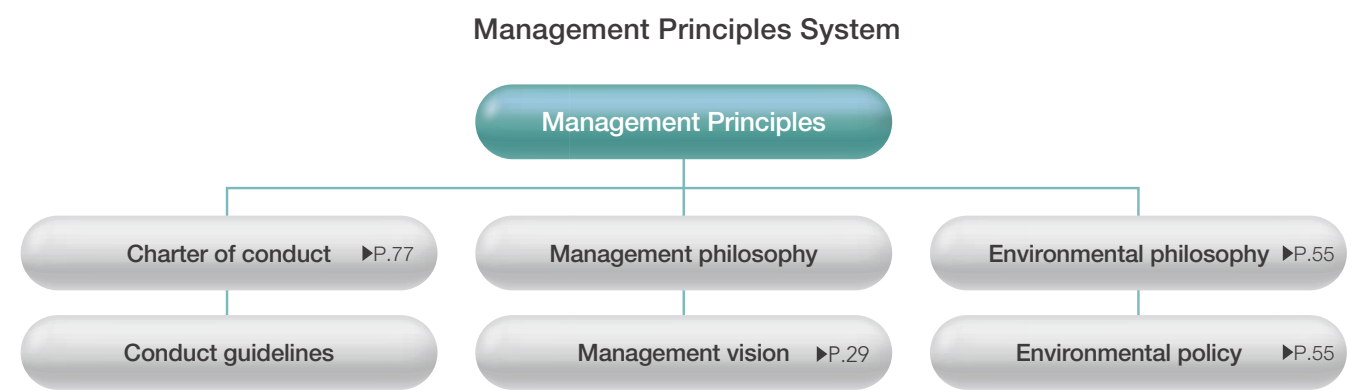 Management Principles System
Management Principles
Charter of conduct ▶P.77
Management philosophy
Environmental philosophy ▶P.55
Conduct guidelines
Management vision ▶P.29
Environmental policy ▶P.55